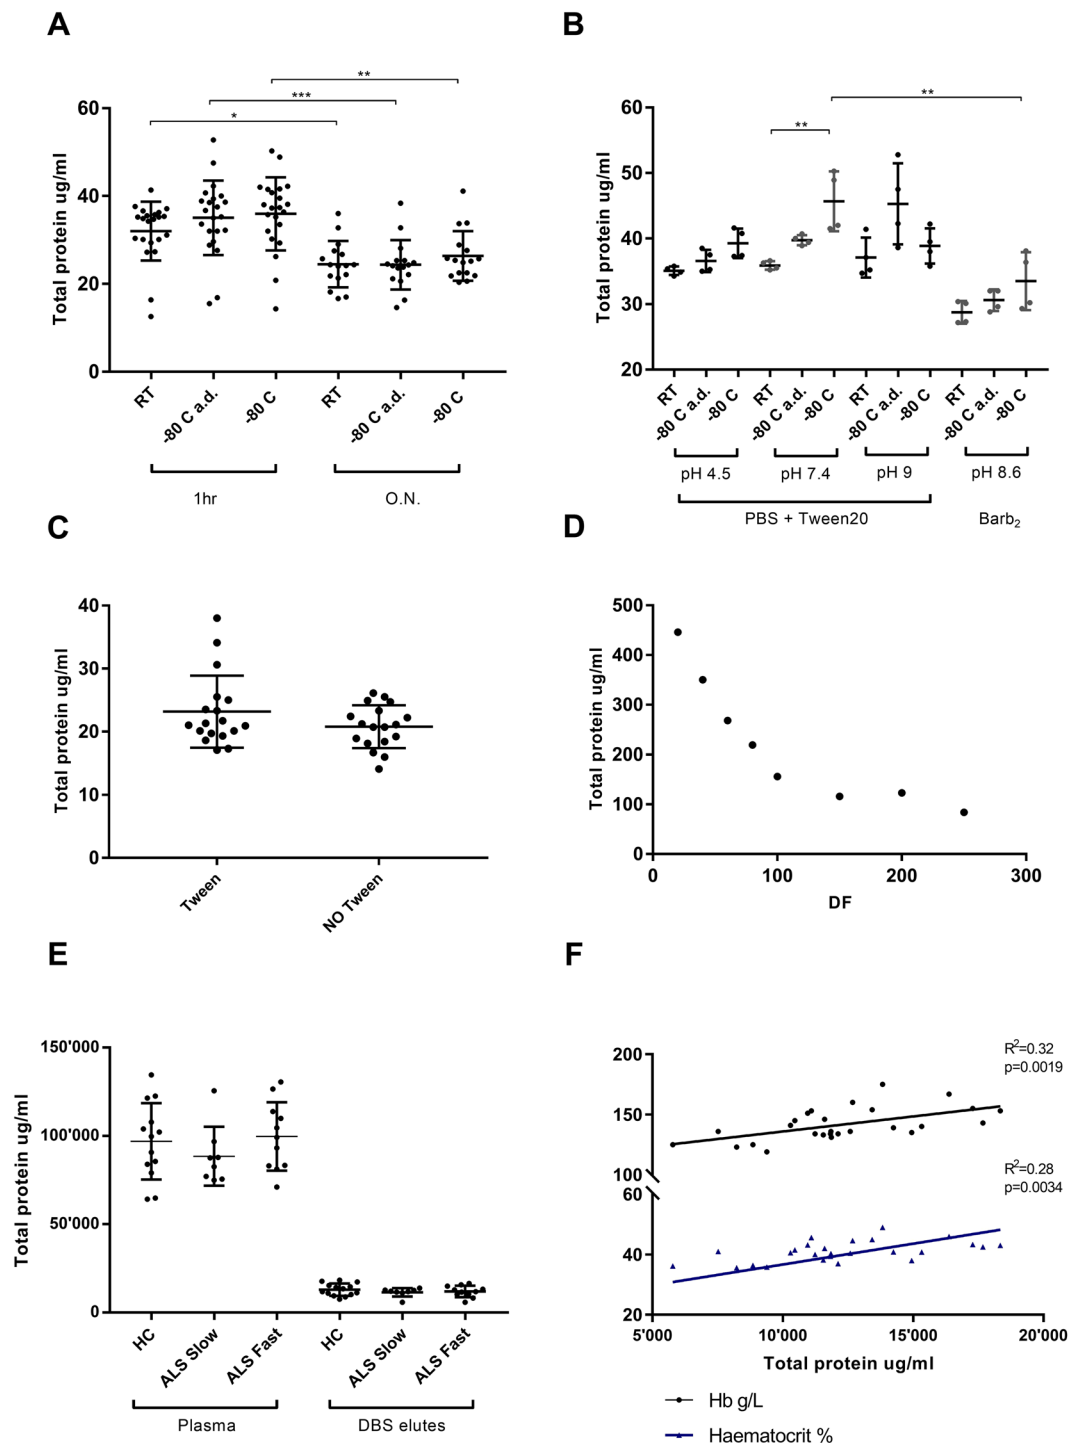 A
Total protein ug/ml
60
40
20
0
*
***
**
RT
-80 C a.d.
-80 C
RT
-80 C a.d.
-80 C
1hr
O.N.
B
Total protein ug/ml
60
50
40
30
20
**
**
RT
-80 C a.d.
-80 C
RT
-80 C a.d.
-80 C
RT
-80 C a.d.
-80 C
RT
-80 C a.d.
-80 C
pH 4.5
pH 7.4
pH 9
pH 8.6
PBS + Tween20
Barb₂
C
Total protein ug/ml
40
30
20
10
0
Tween
NO Tween
D
Total protein ug/ml
500
400
300
200
100
0
0
100
200
300
DF
E
Total protein ug/ml
150'000
100'000
50'000
0
HC
ALS Slow
ALS Fast
HC
ALS Slow
ALS Fast
Plasma
DBS elutes
F
200
150
100
60
40
20
R²=0.32
p=0.0019
R²=0.28
p=0.0034
5'000
10'000
15'000
20'000
Total protein ug/ml
Hb g/L
Haematocrit %